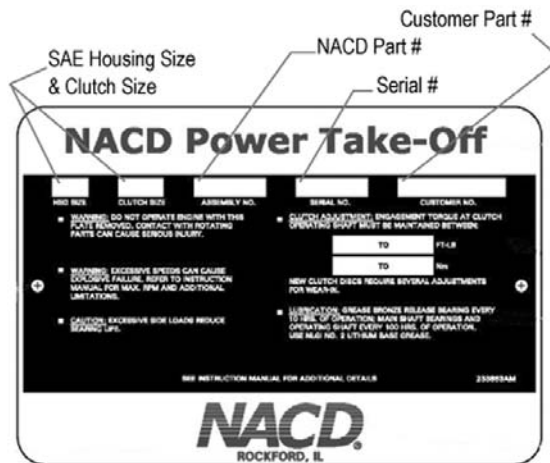 Customer Part #
NACD Part #
SAE Housing Size
& Clutch Size
Serial #
NACD Power Take-Off
HSG SIZE
CLUTCH SIZE
ASSEMBLY NO.
SERIAL NO.
CUSTOMER NO.
WARNING: DO NOT OPERATE ENGINE WITH THIS
PLATE REMOVED. CONTACT WITH ROTATING
PARTS CAN CAUSE SERIOUS INJURY.
WARNING: EXCESSIVE SPEEDS CAN CAUSE
EXPLOSIVE FAILURE. REFER TO INSTRUCTION
MANUAL FOR MAX. RPM AND ADDITIONAL
LIMITATIONS.
CAUTION: EXCESSIVE SIDE LOADS REDUCE
BEARING LIFE.
CLUTCH ADJUSTMENT: ENGAGEMENT TORQUE AT CLUTCH
OPERATING SHAFT MUST BE MAINTAINED BETWEEN:
TO FT-LB
TO Nm
NEW CLUTCH DISCS REQUIRE SEVERAL ADJUSTMENTS
FOR WEAR-IN.
LUBRICATION: GREASE BRONZE RELEASE BEARING EVERY
10 HRS. OF OPERATION; MAIN SHAFT BEARINGS AND
OPERATING SHAFT EVERY 100 HRS. OF OPERATION.
USE NLGI NO. 2 LITHIUM BASE GREASE.
SEE INSTRUCTION MANUAL FOR ADDITIONAL DETAILS
NACD
ROCKFORD, IL